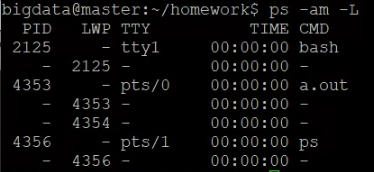 bigdata@master:~/homework$ ps -am -L
  PID   LWP TTY          TIME CMD
 2125     - tty1     00:00:00 bash
    -  2125 -        00:00:00 -
 4353     - pts/0    00:00:00 a.out
    -  4353 -        00:00:00 -
    -  4354 -        00:00:00 -
 4356     - pts/1    00:00:00 ps
    -  4356 -        00:00:00 -